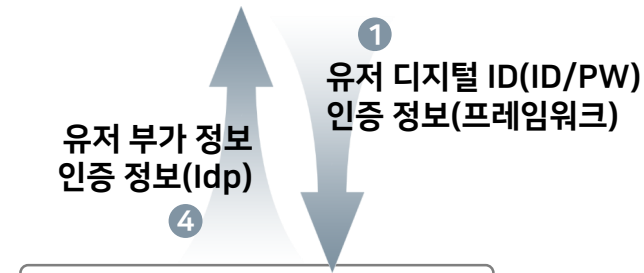 1
유저 디지털 ID(ID/PW)
인증 정보(프레임워크)
유저 부가 정보
인증 정보(Idp)
4